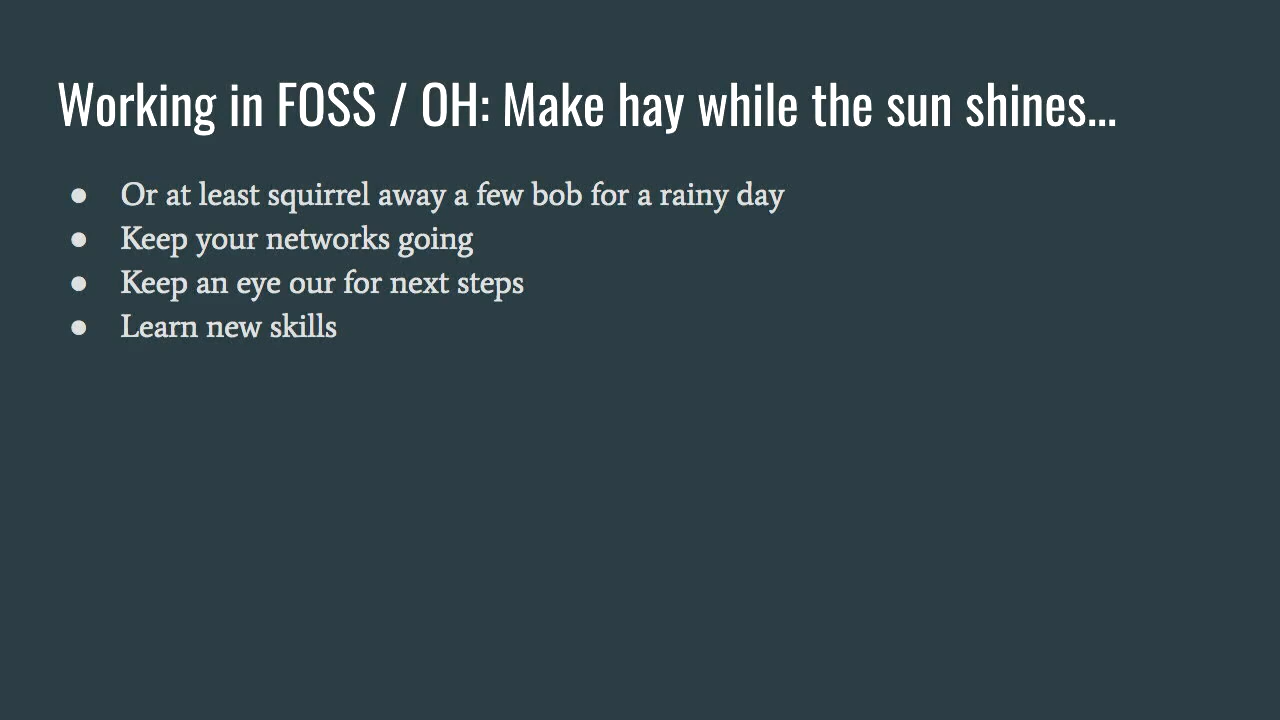 Working in FOSS / OH: Make hay while the sun shines...
● Or at least squirrel away a few bob for a rainy day
● Keep your networks going
● Keep an eye our for next steps
● Learn new skills